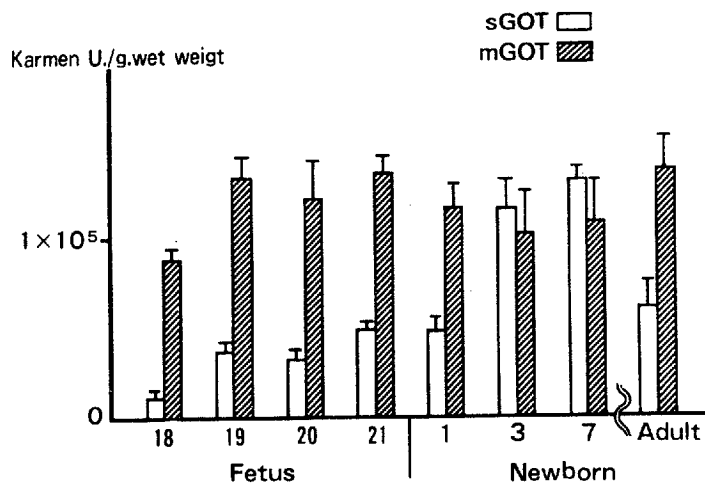 sGOT
mGOT
Karmen U./g.wet weigt
1×10⁵
0
18 19 20 21 1 3 7 Adult
Fetus Newborn